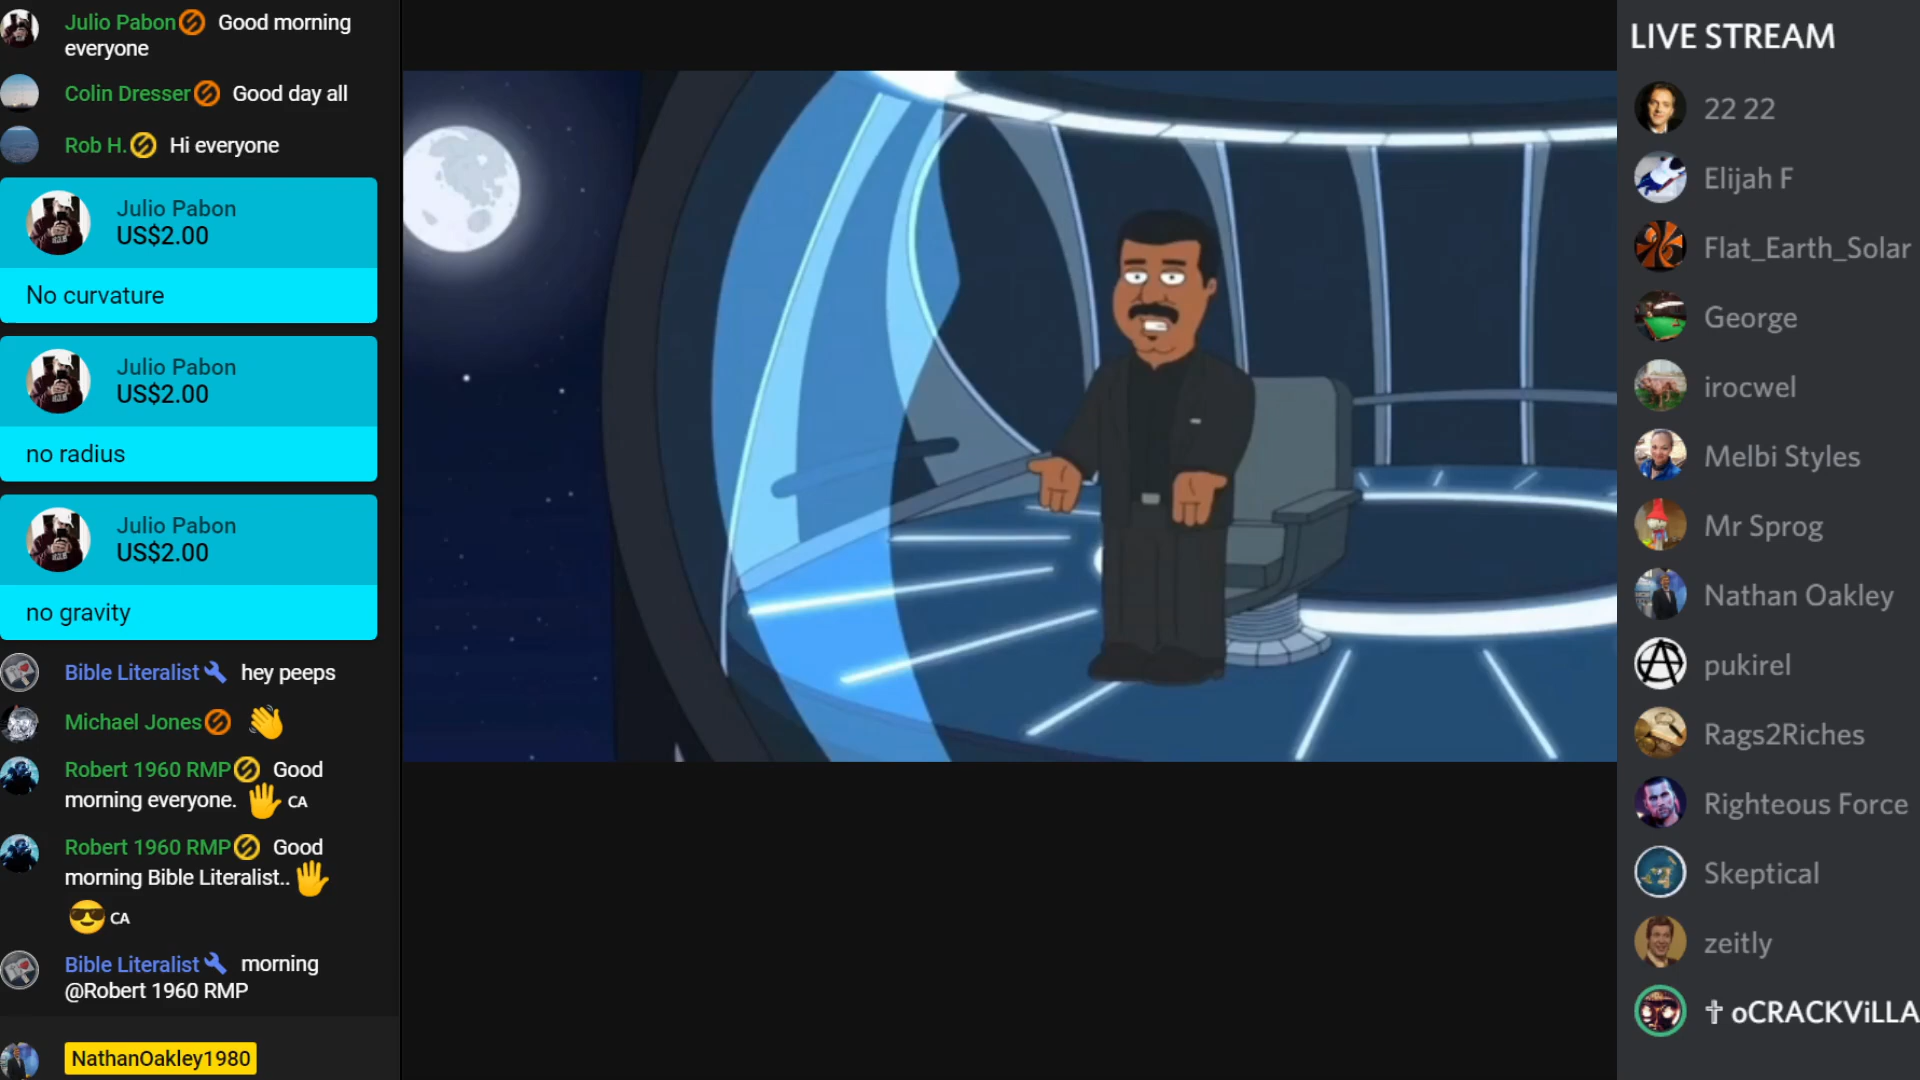 Julio Pabon Good morning
everyone
Colin Dresser Good day all
Rob H. Hi everyone
Julio Pabon
US$2.00
No curvature
Julio Pabon
US$2.00
no radius
Julio Pabon
US$2.00
no gravity
Bible Literalist hey peeps
Michael Jones
Robert 1960 RMP Good
morning everyone. CA
Robert 1960 RMP Good
morning Bible Literalist..
CA
Bible Literalist morning
@Robert 1960 RMP
NathanOakley1980
LIVE STREAM
22 22
Elijah F
Flat_Earth_Solar
George
irocwel
Melbi Styles
Mr Sprog
Nathan Oakley
pukirel
Rags2Riches
Righteous Force
Skeptical
zeitly
✝ oCRACKViLLA